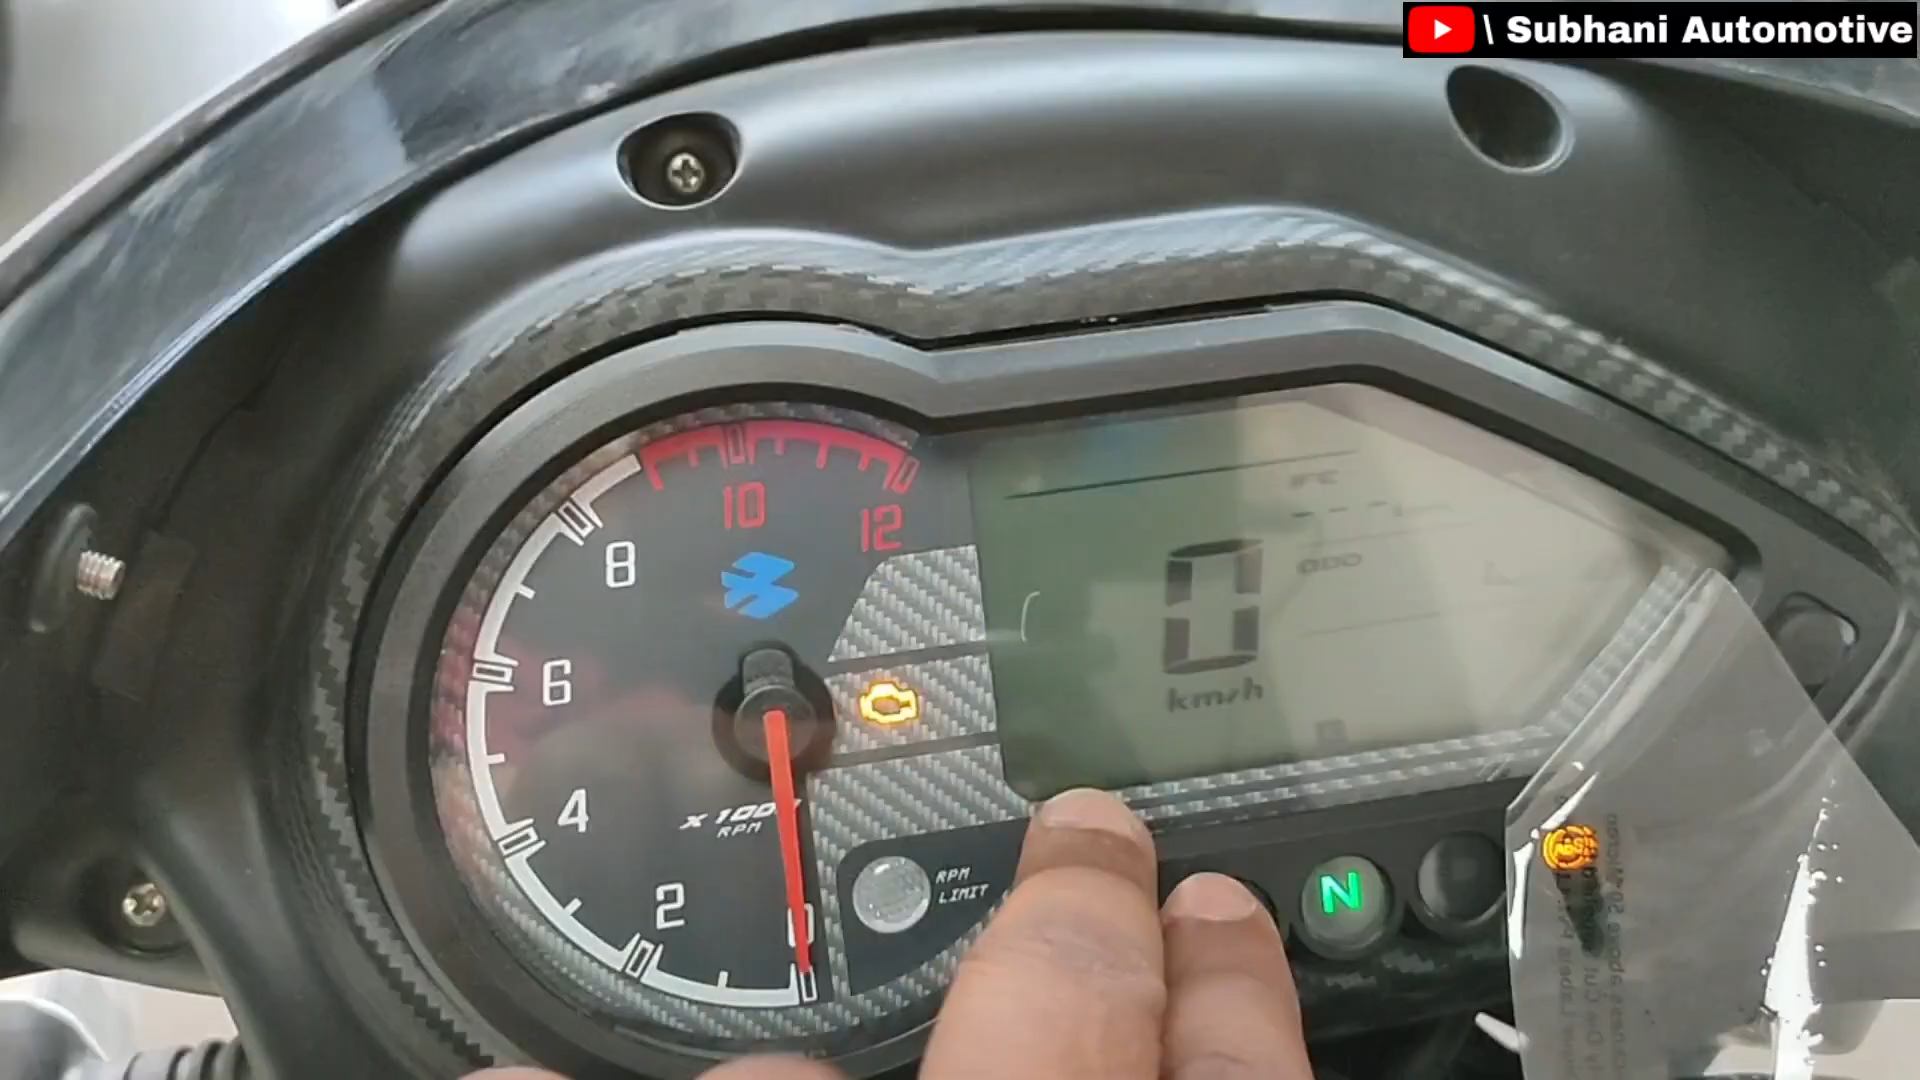 \ Subhani Automotive
10
12
8
6
4
2
0
x 1000
RPM
RPM
LIMIT
0
km/h
ODO
N